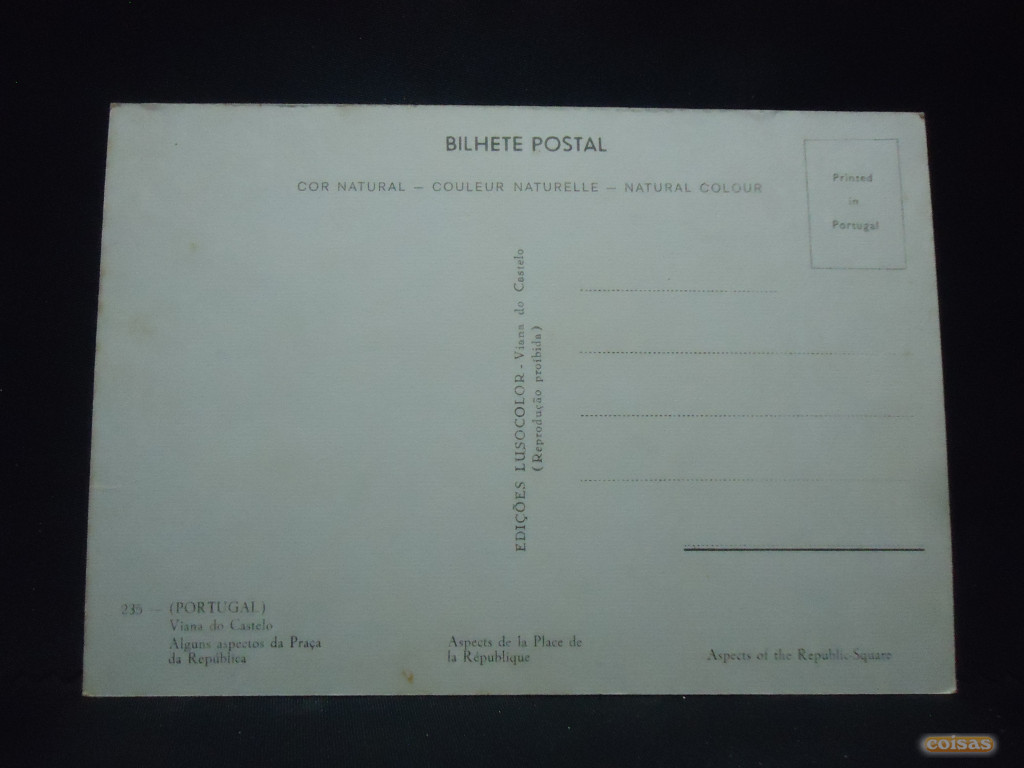 BILHETE POSTAL
COR NATURAL — COULEUR NATURELLE — NATURAL COLOUR
Printed
in
Portugal
EDIÇÕES LUSOCOLOR - Viana do Castelo
(Reprodução proibida)
235 — (PORTUGAL)
Viana do Castelo
Alguns aspectos da Praça
da República
Aspects de la Place de
la République
Aspects of the Republic Square
coisas